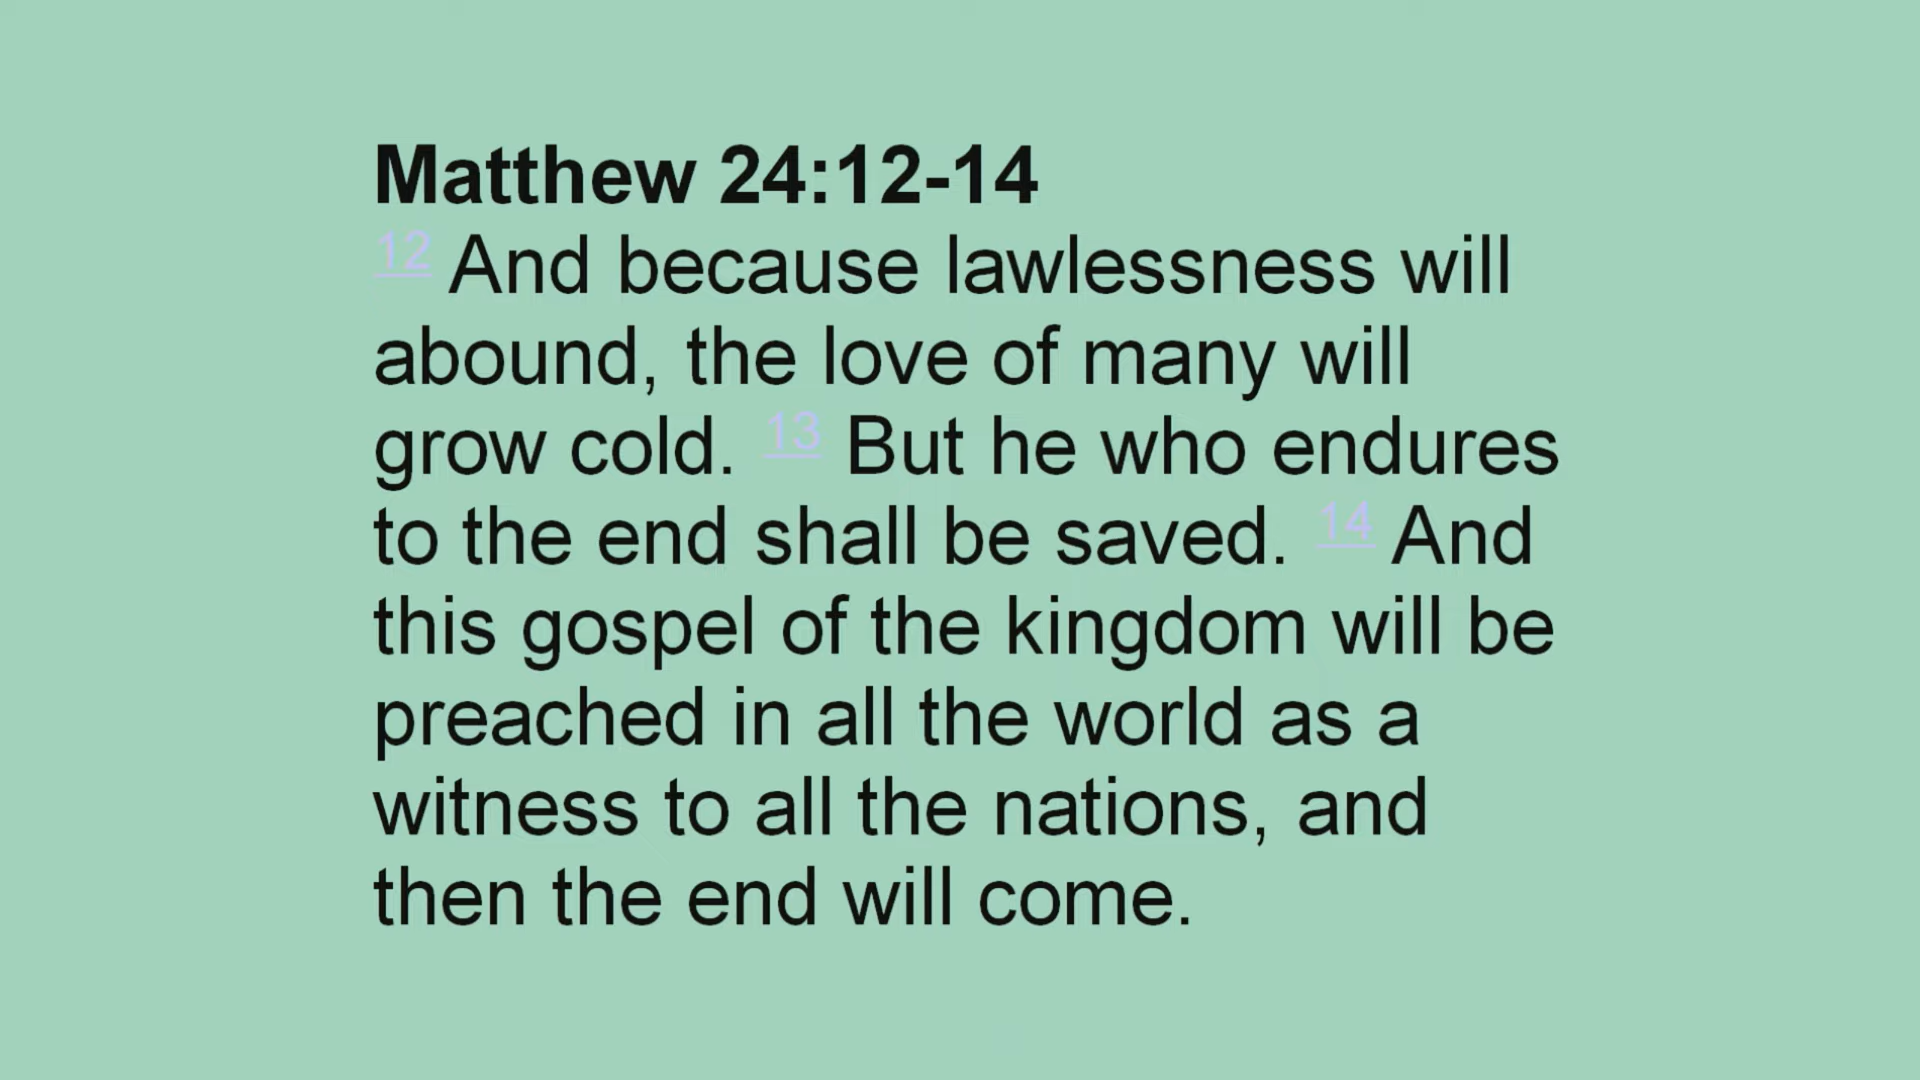 Matthew 24:12-14
12 And because lawlessness will
abound, the love of many will
grow cold. 13 But he who endures
to the end shall be saved. 14 And
this gospel of the kingdom will be
preached in all the world as a
witness to all the nations, and
then the end will come.